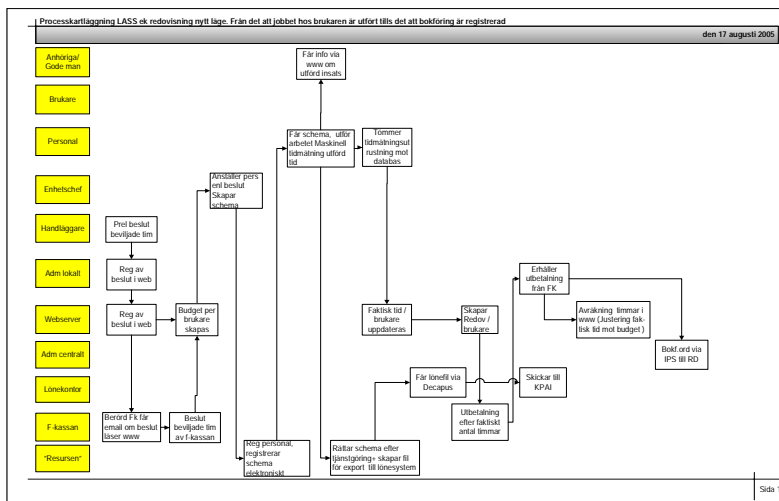 Processkartläggning LASS ek redovisning nytt läge. Från det att jobbet hos brukaren är utfört tills det att bokföring är registrerad
den 17 augusti 2005
Anhöriga/
Gode man
Får info via
www om
utförd insats
Brukare
Personal
Får schema, utför
arbetet Maskinell
tidmätning utförd
tid
Tömmer
tidmätningsut
rustning mot
databas
Enhetschef
Anställer pers
enl beslut
Skapar
schema
Handläggare
Prel beslut
beviljade tim
Adm lokalt
Reg av
beslut i web
Erhåller
utbetalning
från FK
Webserver
Reg av
beslut i web
Budget per
brukare
skapas
Faktisk tid /
brukare
uppdateras
Skapar
Redov /
brukare
Avräkning timmar i
www (Justering fak-
tisk tid mot budget )
Adm centralt
Bokf.ord via
IPS till RD
Lönekontor
Får lönefil via
Decapus
Skickar till
KPAI
F-kassan
Berörd Fk får
email om beslut
läser www
Beslut
beviljade tim
av f-kassan
Utbetalning
efter faktiskt
antal timmar
"Resursen"
Reg personal,
registrerar
schema
elektroniskt
Rättar schema efter
tjänstgöring+ skapar fil
för export till lönesystem
Sida 1